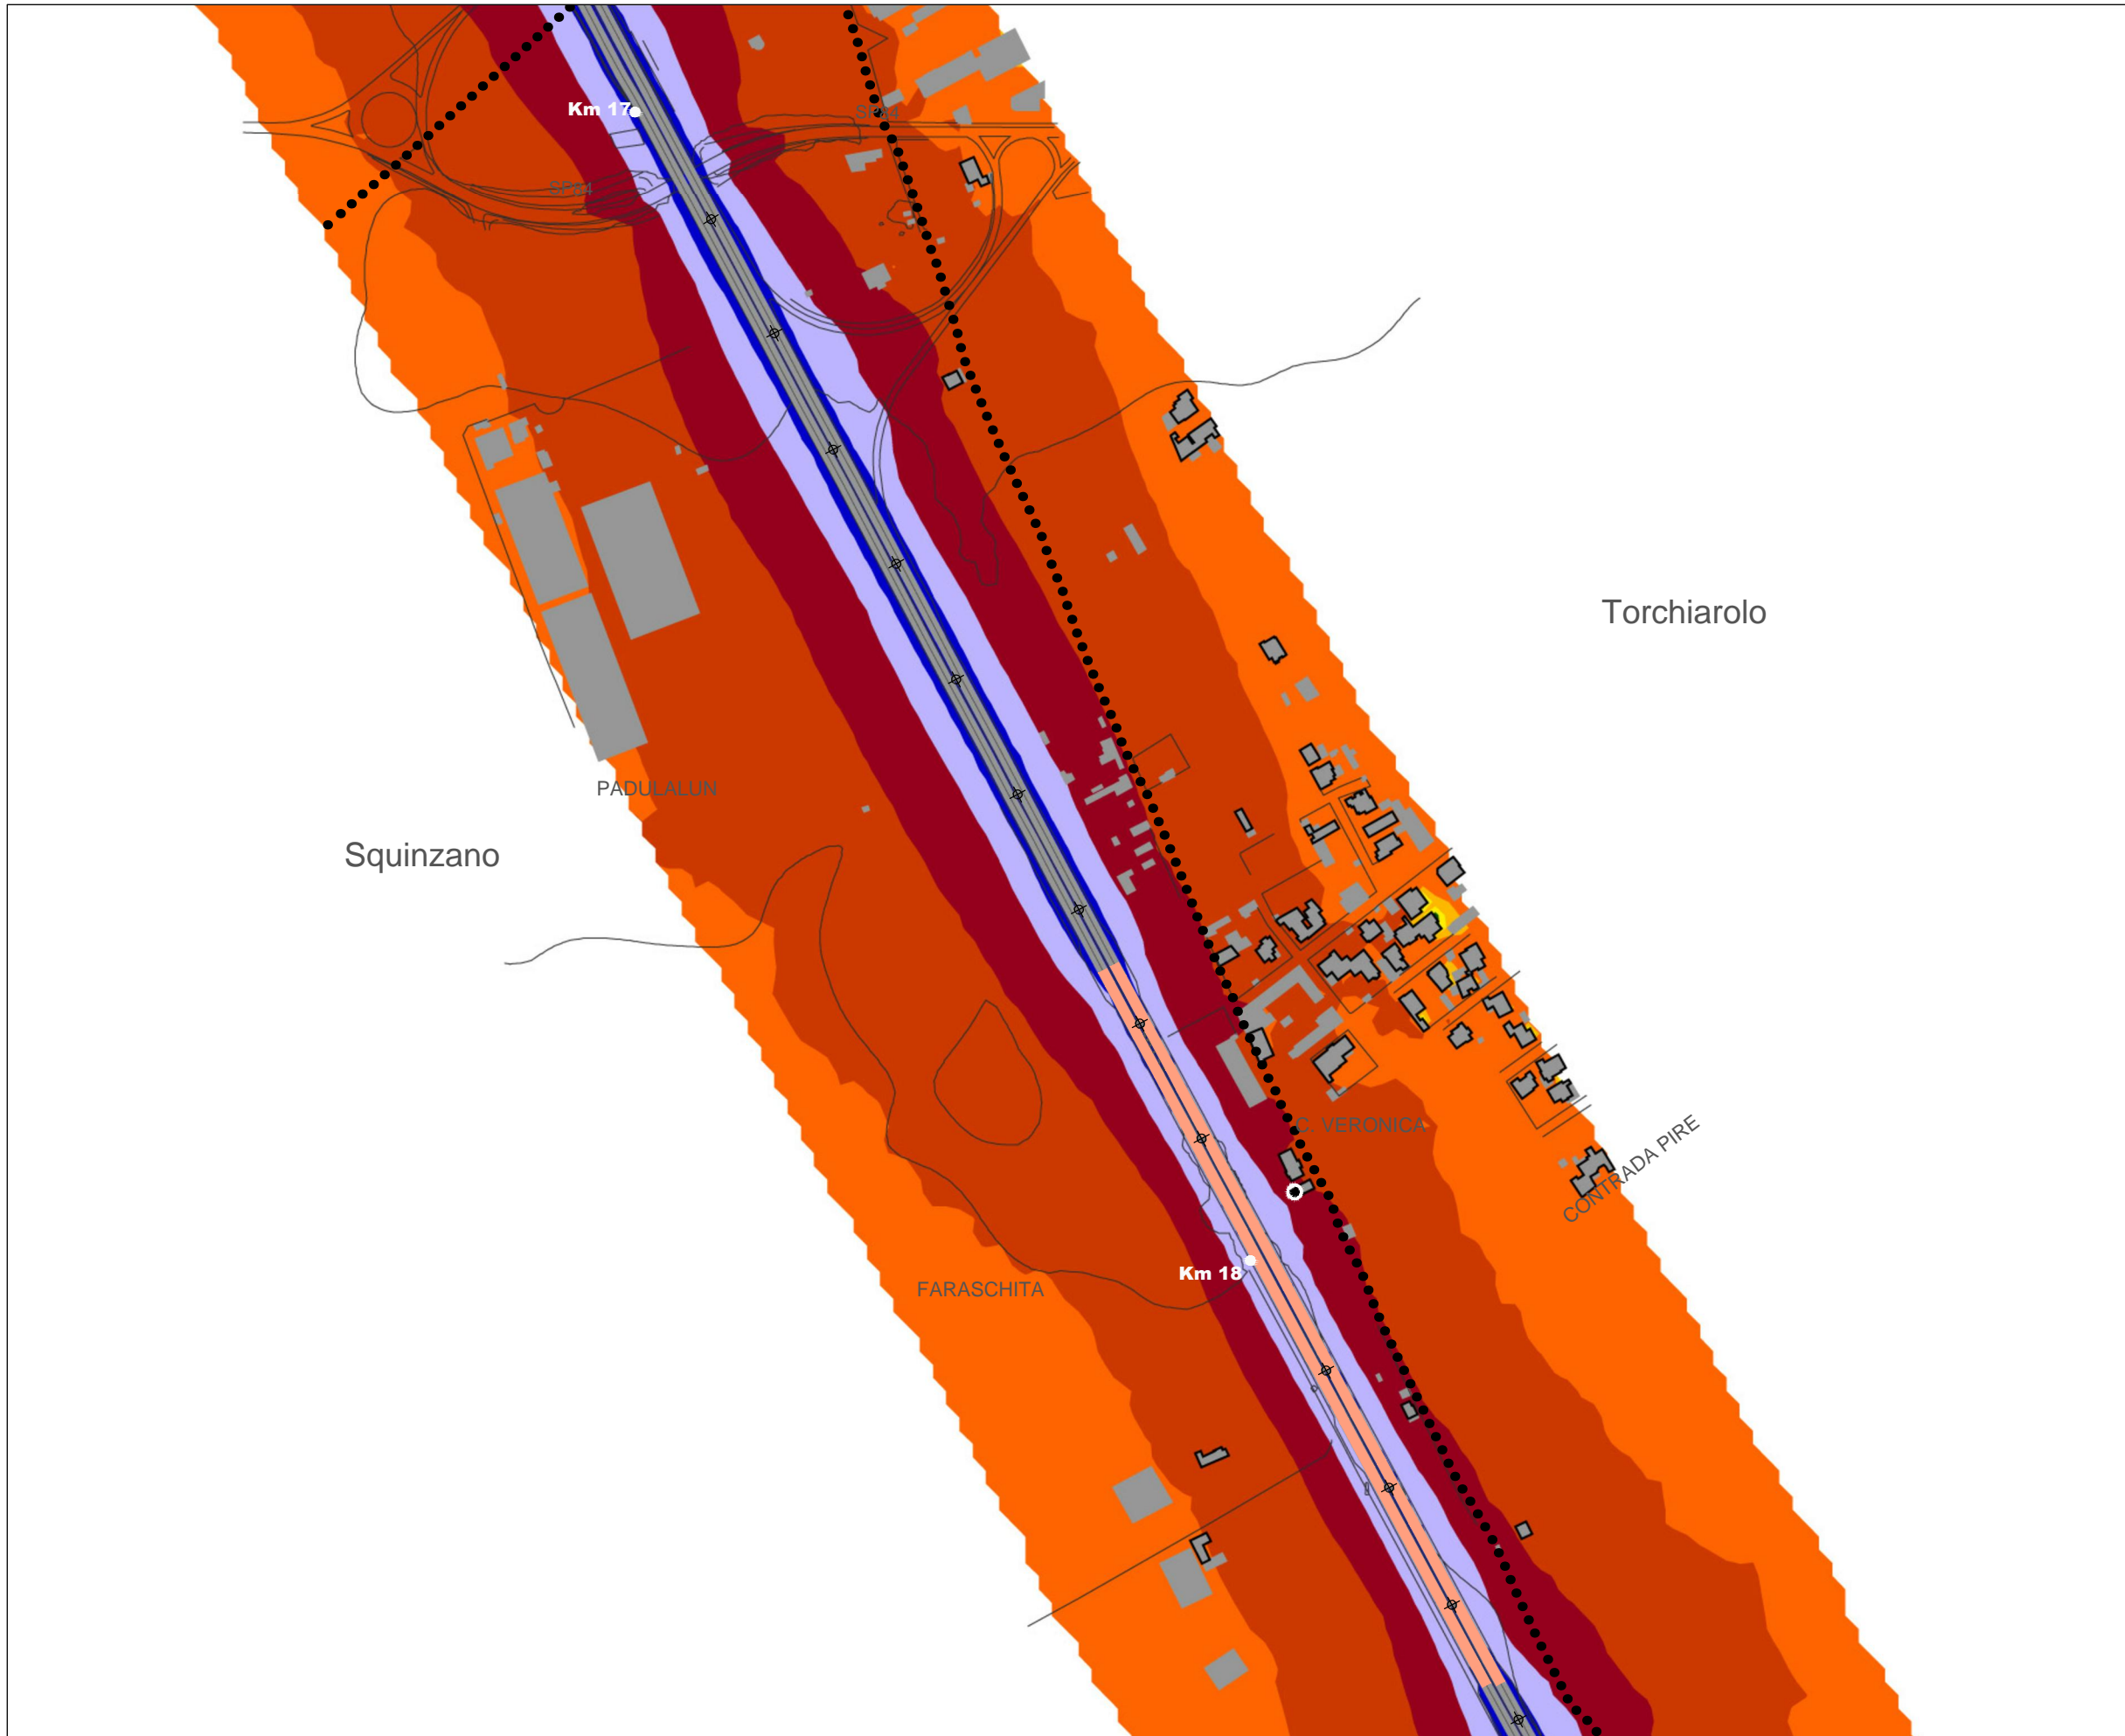 Km 17
SP84
SP84
Torchiarolo
PADULALUN
Squinzano
C. VERONICA
CONTRADA PIRE
Km 18
FARASCHITA